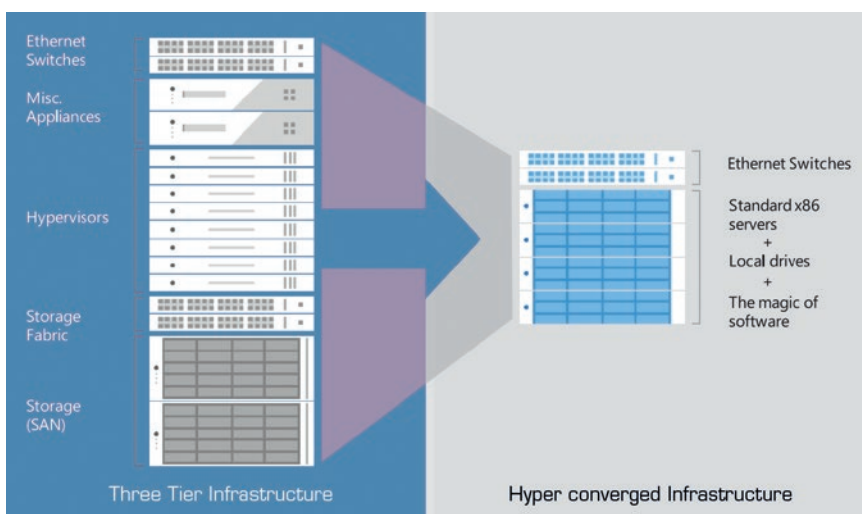 Ethernet
Switches
Misc.
Appliances
Hypervisors
Storage
Fabric
Storage
(SAN)
Three Tier Infrastructure
Ethernet Switches
Standard x86
servers
+
Local drives
+
The magic of
software
Hyper converged Infrastructure